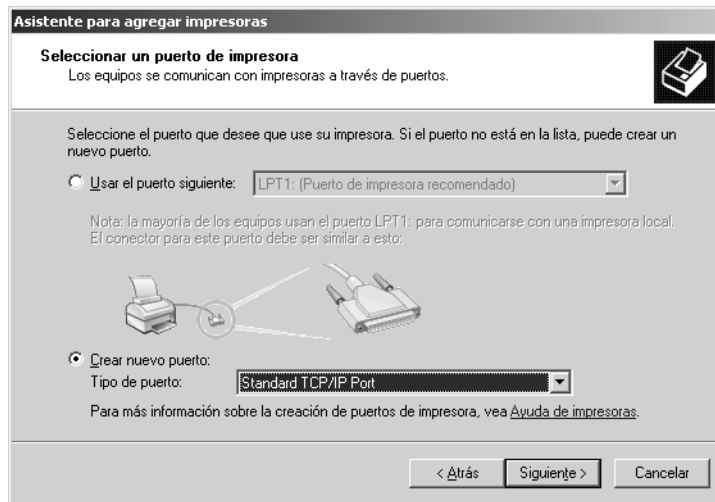 Asistente para agregar impresoras
Seleccionar un puerto de impresora
Los equipos se comunican con impresoras a través de puertos.
Seleccione el puerto que desee que use su impresora. Si el puerto no está en la lista, puede crear un
nuevo puerto.
Usar el puerto siguiente: LPT1: (Puerto de impresora recomendado)
Nota: la mayoría de los equipos usan el puerto LPT1: para comunicarse con una impresora local.
El conector para este puerto debe ser similar a esto:
Crear nuevo puerto:
Tipo de puerto: Standard TCP/IP Port
Para más información sobre la creación de puertos de impresora, vea Ayuda de impresoras.
< Atrás Siguiente > Cancelar